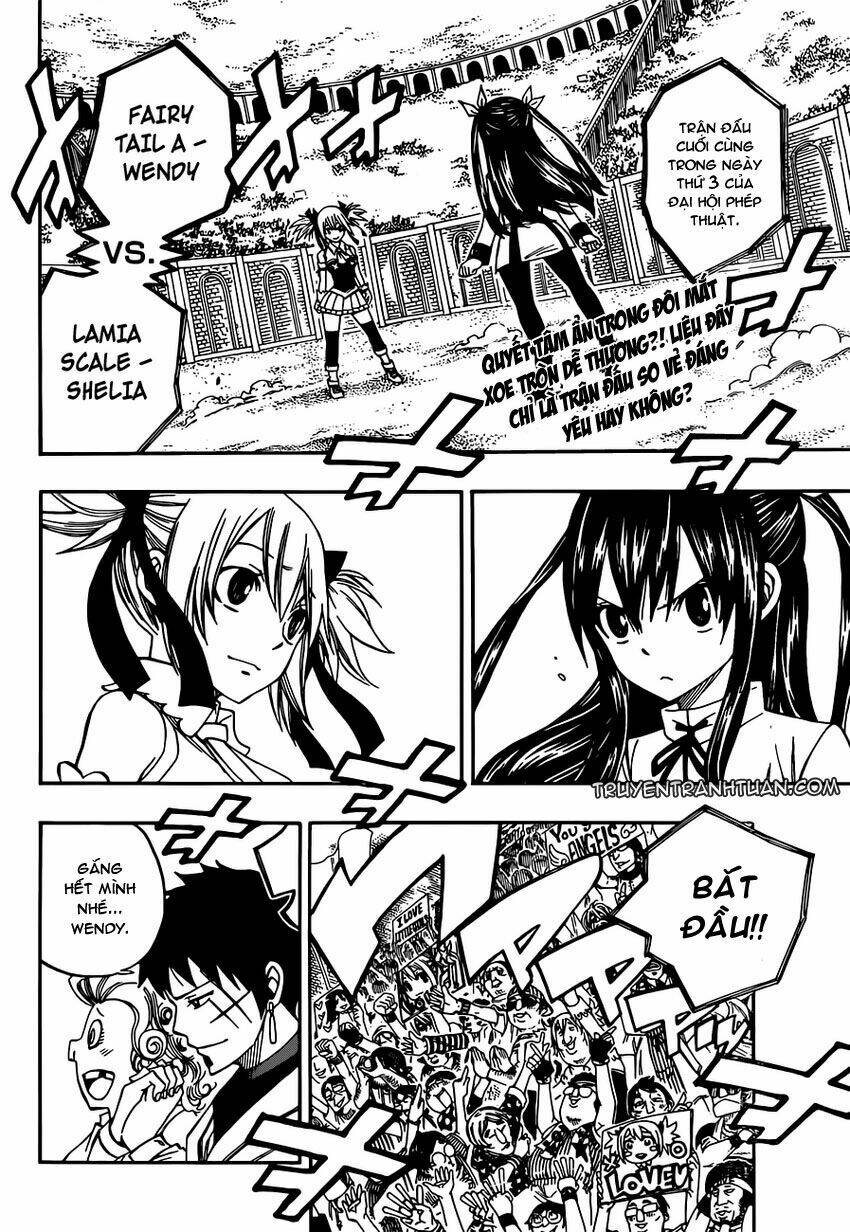 FAIRY
TAIL A -
WENDY
VS.
LAMIA
SCALE -
SHELIA
TRẬN ĐẤU
CUỐI CÙNG
TRONG NGÀY
THỨ 3 CỦA
ĐẠI HỘI PHÉP
THUẬT.
QUYẾT TÂM ẨN TRONG ĐÔI MẮT
XOE TRÒN DỄ THƯƠNG?! LIỆU ĐÂY
CHỈ LÀ TRẬN ĐẤU SO VẺ ĐÁNG
YÊU HAY KHÔNG?
TRUYENTRANHTUAN.COM
GẮNG
HẾT MÌNH
NHÉ...
WENDY.
BẮT
ĐẦU!!
ANGELS
I LOVE
LOVEU